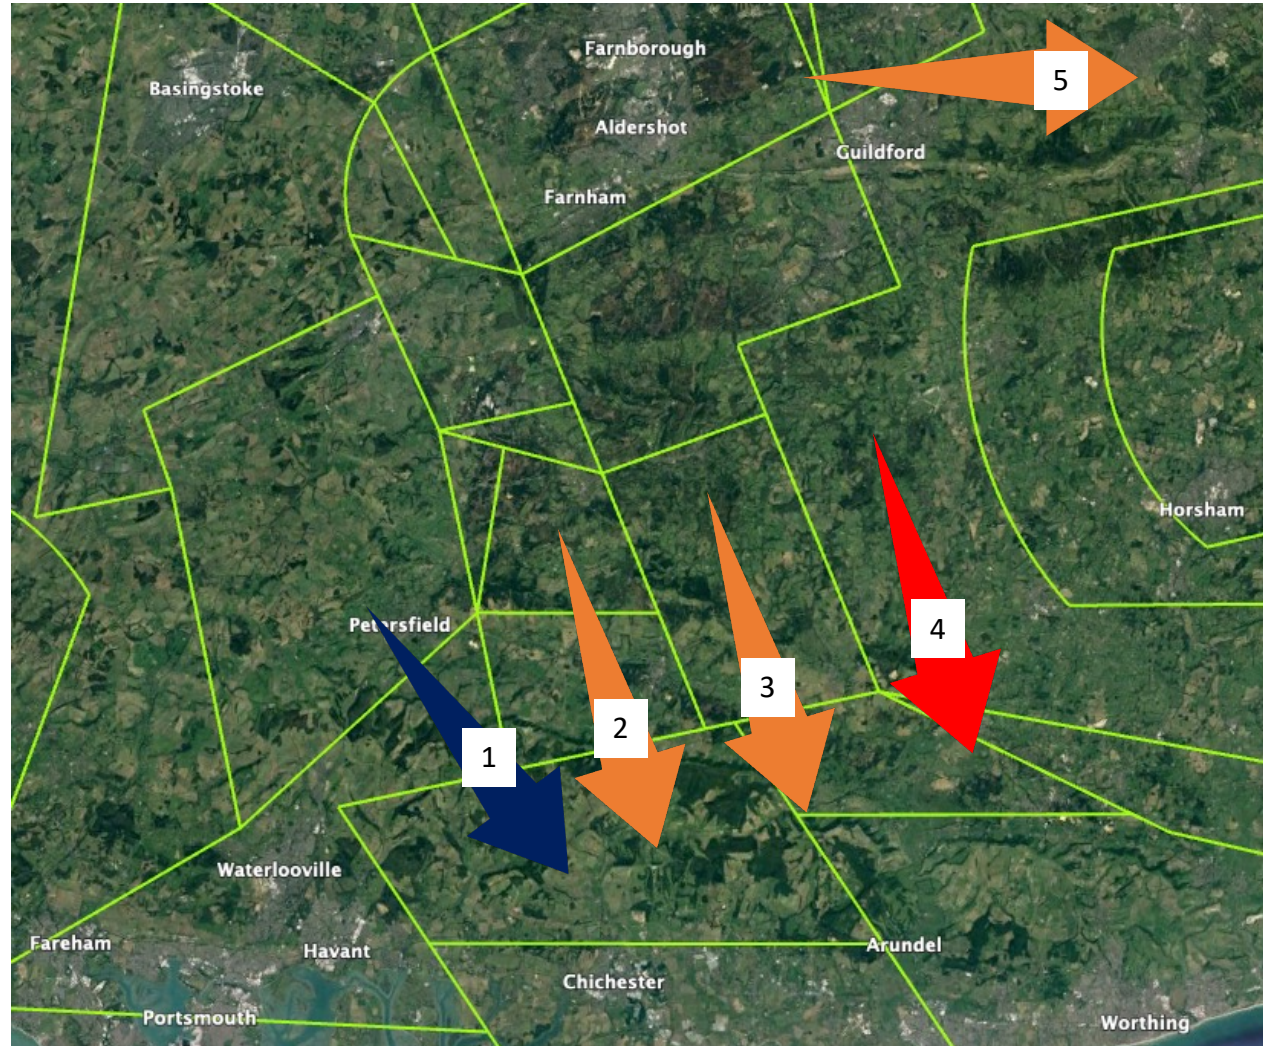 Farnborough
5
Basingstoke
Aldershot
Guildford
Farnham
Horsham
Petersfield
4
3
2
1
Waterlooville
Fareham
Havant
Arundel
Chichester
Portsmouth
Worthing